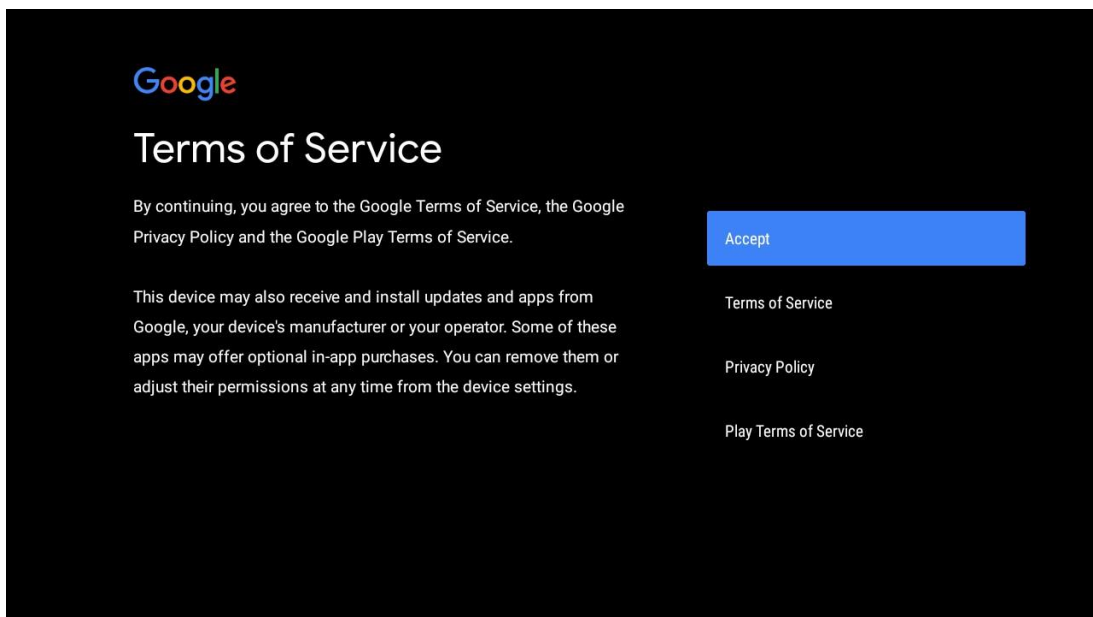 Google
Terms of Service
By continuing, you agree to the Google Terms of Service, the Google
Privacy Policy and the Google Play Terms of Service.
This device may also receive and install updates and apps from
Google, your device's manufacturer or your operator. Some of these
apps may offer optional in-app purchases. You can remove them or
adjust their permissions at any time from the device settings.
Accept
Terms of Service
Privacy Policy
Play Terms of Service